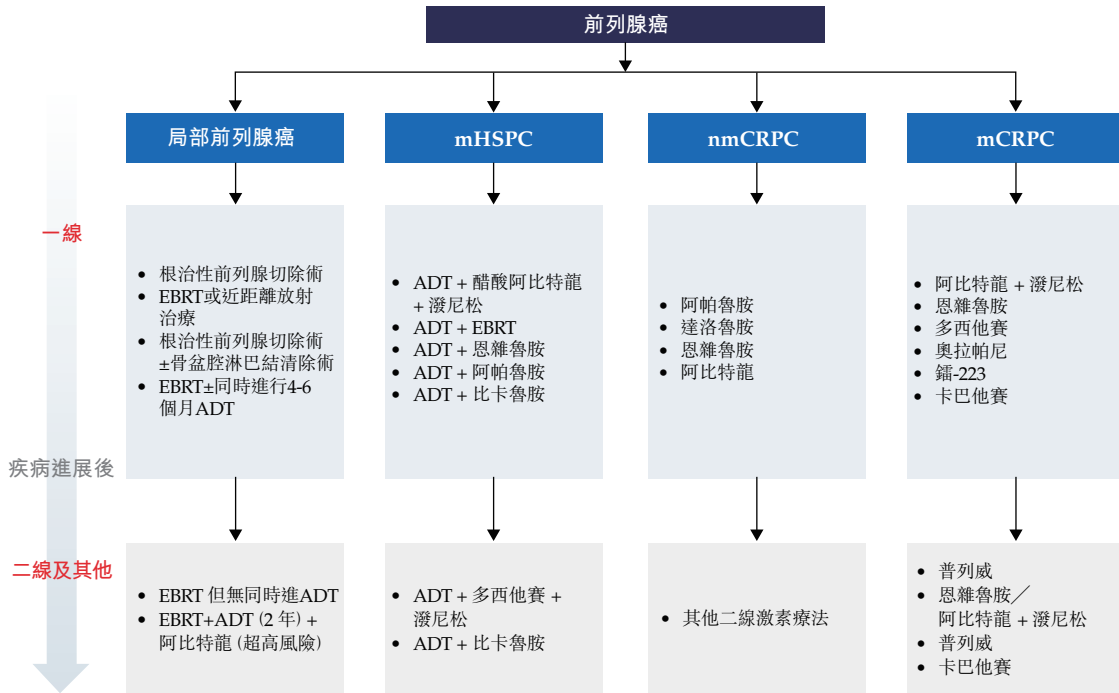 前列腺癌
局部前列腺癌
mHSPC
nmCRPC
mCRPC
一線
• 根治性前列腺切除術
• EBRT或近距離放射
治療
• 根治性前列腺切除術
±骨盆腔淋巴結清除術
• EBRT±同時進行4-6
個月ADT
• ADT + 醋酸阿比特龍
+ 潑尼松
• ADT + EBRT
• ADT + 恩雜魯胺
• ADT + 阿帕魯胺
• ADT + 比卡魯胺
• 阿帕魯胺
• 達洛魯胺
• 恩雜魯胺
• 阿比特龍
• 阿比特龍 + 潑尼松
• 恩雜魯胺
• 多西他賽
• 奧拉帕尼
• 鐳-223
• 卡巴他賽
疾病進展後
二線及其他
• EBRT 但無同時進ADT
• EBRT+ADT (2 年) +
阿比特龍 (超高風險)
• ADT + 多西他賽 +
潑尼松
• ADT + 比卡魯胺
• 其他二線激素療法
• 普列威
• 恩雜魯胺╱
阿比特龍 + 潑尼松
• 普列威
• 卡巴他賽